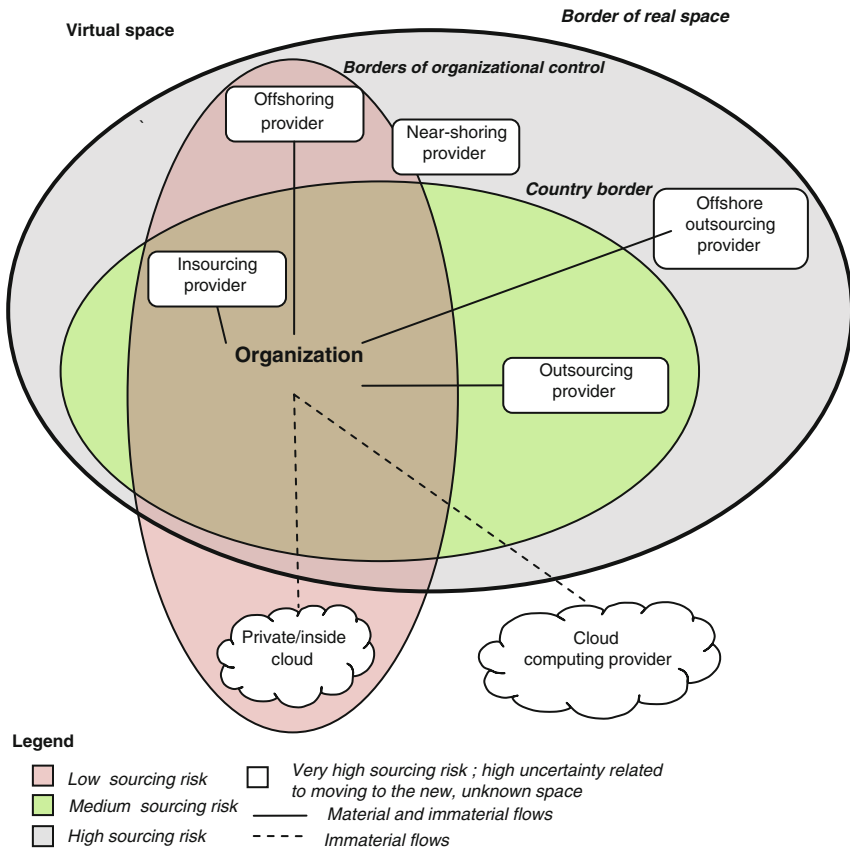 Border of real space
Virtual space
Borders of organizational control
Offshoring
provider
Near-shoring
provider
Country border
Offshore
outsourcing
provider
Insourcing
provider
Organization
Outsourcing
provider
Private/inside
cloud
Cloud
computing provider
Legend
Low sourcing risk
Medium sourcing risk
High sourcing risk
Very high sourcing risk ; high uncertainty related
to moving to the new, unknown space
Material and immaterial flows
Immaterial flows